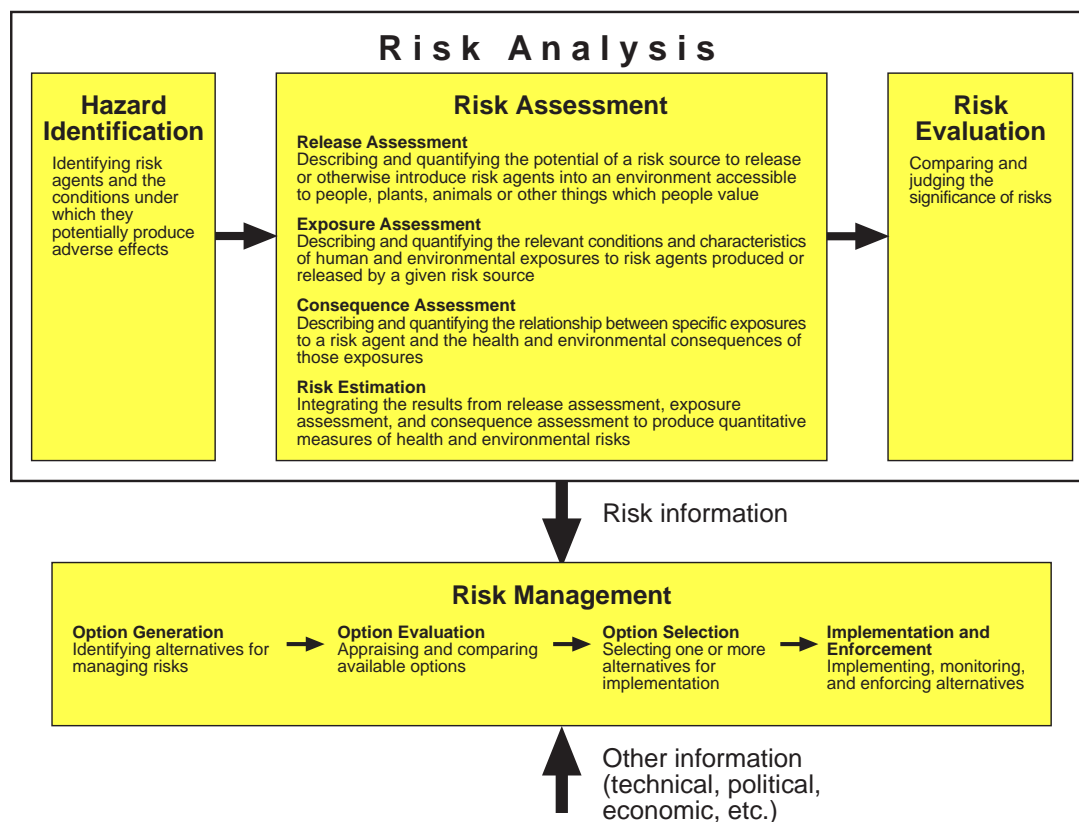 Risk Analysis
Hazard
Identification
Identifying risk
agents and the
conditions under
which they
potentially produce
adverse effects
Risk Assessment
Release Assessment
Describing and quantifying the potential of a risk source to release
or otherwise introduce risk agents into an environment accessible
to people, plants, animals or other things which people value
Exposure Assessment
Describing and quantifying the relevant conditions and characteristics
of human and environmental exposures to risk agents produced or
released by a given risk source
Consequence Assessment
Describing and quantifying the relationship between specific exposures
to a risk agent and the health and environmental consequences of
those exposures
Risk Estimation
Integrating the results from release assessment, exposure
assessment, and consequence assessment to produce quantitative
measures of health and environmental risks
Risk
Evaluation
Comparing and
judging the
significance of risks
Risk information
Risk Management
Option Generation
Identifying alternatives for
managing risks
Option Evaluation
Appraising and comparing
available options
Option Selection
Selecting one or more
alternatives for
implementation
Implementation and
Enforcement
Implementing, monitoring,
and enforcing alternatives
Other information
(technical, political,
economic, etc.)